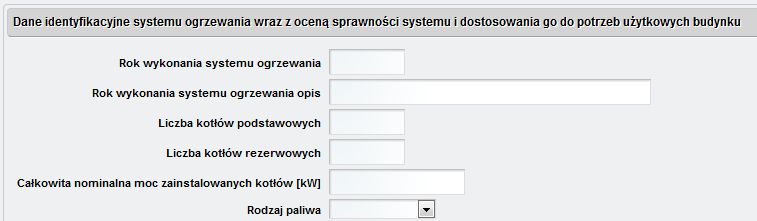 Dane identyfikacyjne systemu ogrzewania wraz z oceną sprawności systemu i dostosowania go do potrzeb użytkowych budynku
Rok wykonania systemu ogrzewania
Rok wykonania systemu ogrzewania opis
Liczba kotłów podstawowych
Liczba kotłów rezerwowych
Całkowita nominalna moc zainstalowanych kotłów [kW]
Rodzaj paliwa